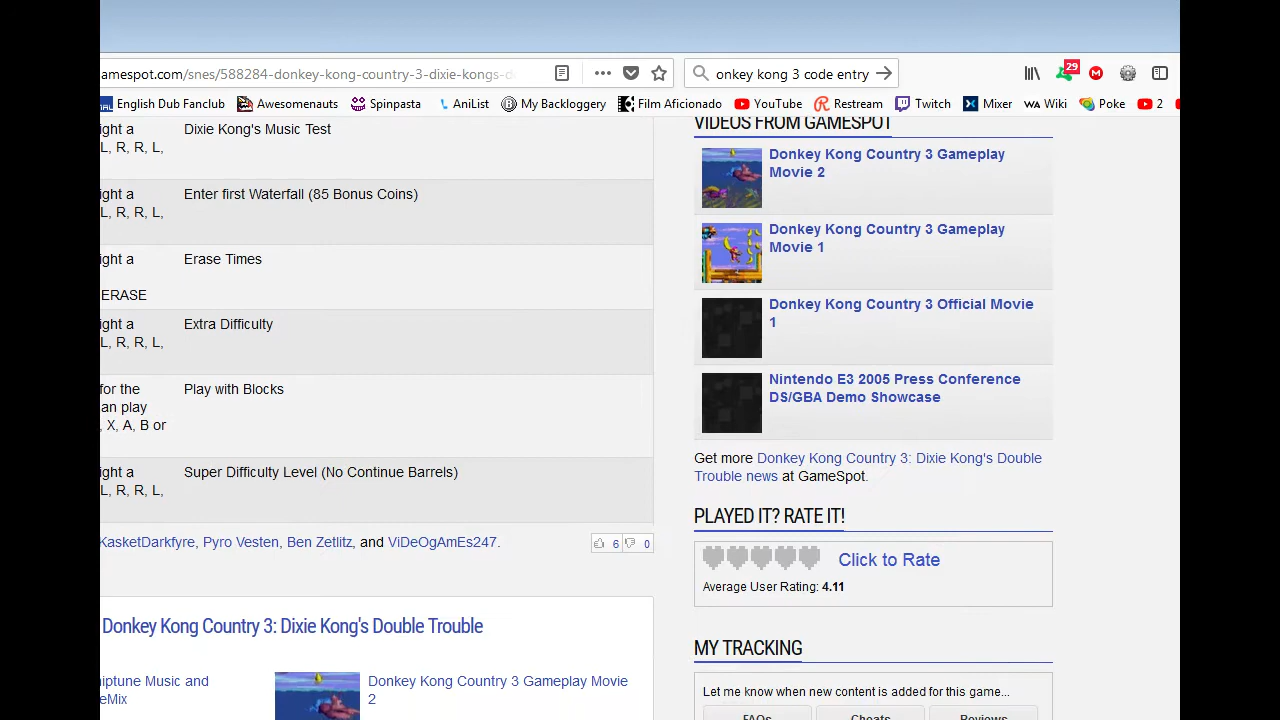 amespot.com/snes/588284-donkey-kong-country-3-dixie-kongs-d
onkey kong 3 code entry
29
English Dub Fanclub Awesomenauts Spinpasta AniList My Backloggery Film Aficionado YouTube Restream Twitch Mixer WA Wiki Poke 2
ight a Dixie Kong's Music Test
L, R, R, L,
ight a Enter first Waterfall (85 Bonus Coins)
L, R, R, L,
ight a Erase Times
ERASE
ight a Extra Difficulty
L, R, R, L,
for the Play with Blocks
an play
, X, A, B or
ight a Super Difficulty Level (No Continue Barrels)
L, R, R, L,
KasketDarkfyre, Pyro Vesten, Ben Zetlitz, and ViDeOgAmEs247.
6 0
Donkey Kong Country 3: Dixie Kong's Double Trouble
iptune Music and
eMix
Donkey Kong Country 3 Gameplay Movie
2
VIDEOS FROM GAMESPOT
Donkey Kong Country 3 Gameplay
Movie 2
Donkey Kong Country 3 Gameplay
Movie 1
Donkey Kong Country 3 Official Movie
1
Nintendo E3 2005 Press Conference
DS/GBA Demo Showcase
Get more Donkey Kong Country 3: Dixie Kong's Double
Trouble news at GameSpot.
PLAYED IT? RATE IT!
Click to Rate
Average User Rating: 4.11
MY TRACKING
Let me know when new content is added for this game...
FAQs Cheats Reviews